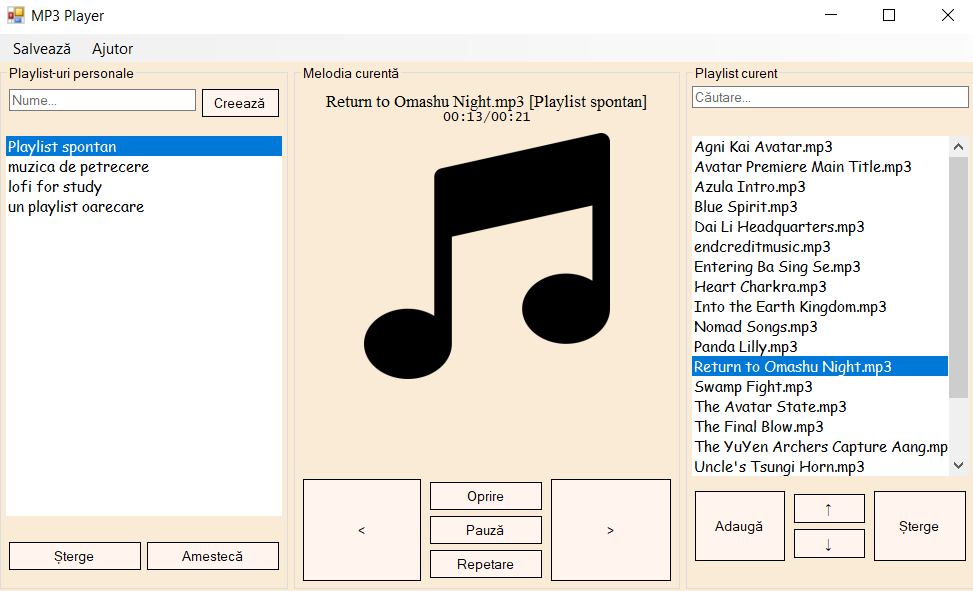 MP3 Player
Salvează Ajutor
Playlist-uri personale
Nume...
Creează
Playlist spontan
muzica de petrecere
lofi for study
un playlist oarecare
Șterge
Amestecă
Melodia curentă
Return to Omashu Night.mp3 [Playlist spontan]
00:13/00:21
<
Oprire
Pauză
Repetare
>
Playlist curent
Căutare...
Agni Kai Avatar.mp3
Avatar Premiere Main Title.mp3
Azula Intro.mp3
Blue Spirit.mp3
Dai Li Headquarters.mp3
endcreditmusic.mp3
Entering Ba Sing Se.mp3
Heart Charkra.mp3
Into the Earth Kingdom.mp3
Nomad Songs.mp3
Panda Lilly.mp3
Return to Omashu Night.mp3
Swamp Fight.mp3
The Avatar State.mp3
The Final Blow.mp3
The YuYen Archers Capture Aang.mp
Uncle's Tsungi Horn.mp3
Adaugă
↑
↓
Șterge